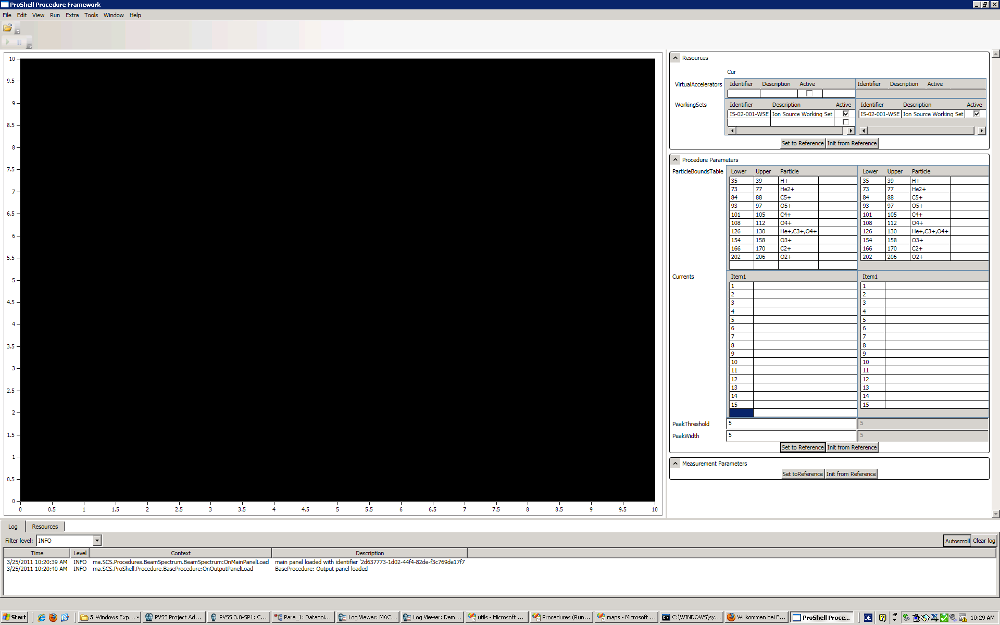 ProShell Procedure Framework
File Edit View Run Extra Tools Window Help
10
9.5
9
8.5
8
7.5
7
6.5
6
5.5
5
4.5
4
3.5
3
2.5
2
1.5
1
0.5
0
0 0.5 1 1.5 2 2.5 3 3.5 4 4.5 5 5.5 6 6.5 7 7.5 8 8.5 9 9.5 10
Resources
Cur
VirtualAccelerators Identifier Description Active Identifier Description Active
WorkingSets Identifier Description Active Identifier Description Active
IS-02-001-WSE Ion Source Working Set IS-02-001-WSE Ion Source Working Set
Set to Reference Init from Reference
Procedure Parameters
ParticleBoundsTable Lower Upper Particle Lower Upper Particle
35 39 H+ 35 39 H+
73 77 He2+ 73 77 He2+
84 88 C5+ 84 88 C5+
93 97 O5+ 93 97 O5+
101 105 C4+ 101 105 C4+
108 112 O4+ 108 112 O4+
126 130 He+,C3+,O4+ 126 130 He+,C3+,O4+
154 158 O3+ 154 158 O3+
166 170 C2+ 166 170 C2+
202 206 O2+ 202 206 O2+
Currents Item1 Item1
1 1
2 2
3 3
4 4
5 5
6 6
7 7
8 8
9 9
10 10
11 11
12 12
13 13
14 14
15 15
PeakThreshold 5 5
PeakWidth 5 5
Set to Reference Init from Reference
Measurement Parameters
Set toReference Init from Reference
Log Resources
Filter level: INFO Autoscroll Clear log
Time Level Context Description
3/25/2011 10:20:39 AM INFO ma.SCS.Procedures.BeamSpectrum.BeamSpectrum:OnMainPanelLoad main panel loaded with identifier '2d637773-1d02-44f4-82de-f3c769de17f7
3/25/2011 10:20:40 AM INFO ma.SCS.ProShell.Procedure.BaseProcedure:OnOutputPanelLoad BaseProcedure: Output panel loaded
Start 5 Windows Exp... PVSS Project Ad... PVSS 3.8-SP1: C... Para_1: Datapoi... Log Viewer: MAC... Log Viewer: Dem... utils - Microsoft ... Procedures (Run... maps - Microsoft ... C:\WINDOWS\sy... Willkommen bei F... ProShell Proce... DE 10:29 AM